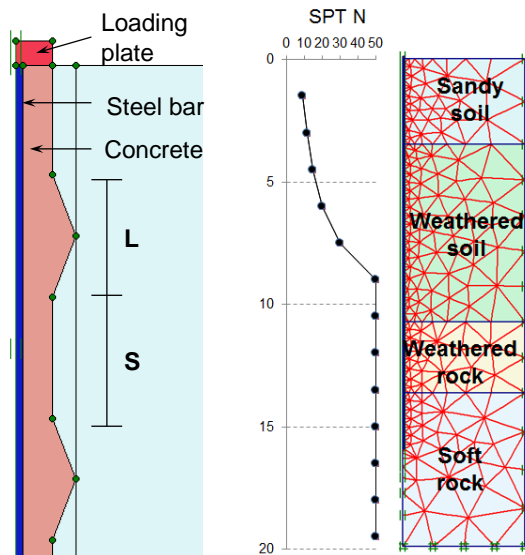 Loading
plate
Steel bar
Concrete
L
S
SPT N
0 10 20 30 40 50
0
5
10
15
20
Sandy
soil
Weathered
soil
Weathered
rock
Soft
rock